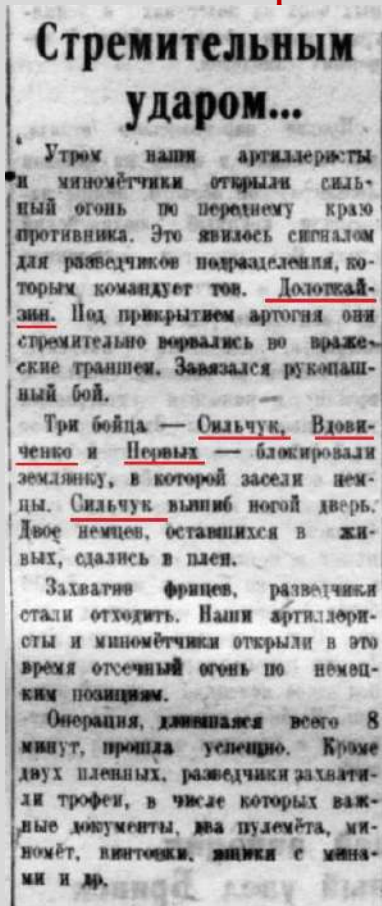 Стремительным
ударом...
Утром наши артиллеристы
и миномётчики открыли силь-
ный огонь по переднему краю
противника. Это явилось сигналом
для разведчиков подразделения, ко-
торым командует тов. Долоткай-
зин. Под прикрытием артогня они
стремительно ворвались во враже-
ские траншеи. Завязался рукопаш-
ный бой.
Три бойца — Сильчук, Вдови-
ченко и Первых — блокировали
землянку, в которой засели нем-
цы. Сильчук вышиб ногой дверь.
Двое немцев, оставшихся в жи-
вых, сдались в плен.
Захватив фрицев, разведчики
стали отходить. Наши артиллери-
сты и миномётчики открыли в это
время отсечный огонь по немец-
ким позициям.
Операция, длившаяся всего 8
минут, прошла успешно. Кроме
двух пленных, разведчики захвати-
ли трофеи, в числе которых важ-
ные документы, два пулемёта, ми-
номёт, винтовки, ящики с мина-
ми и др.